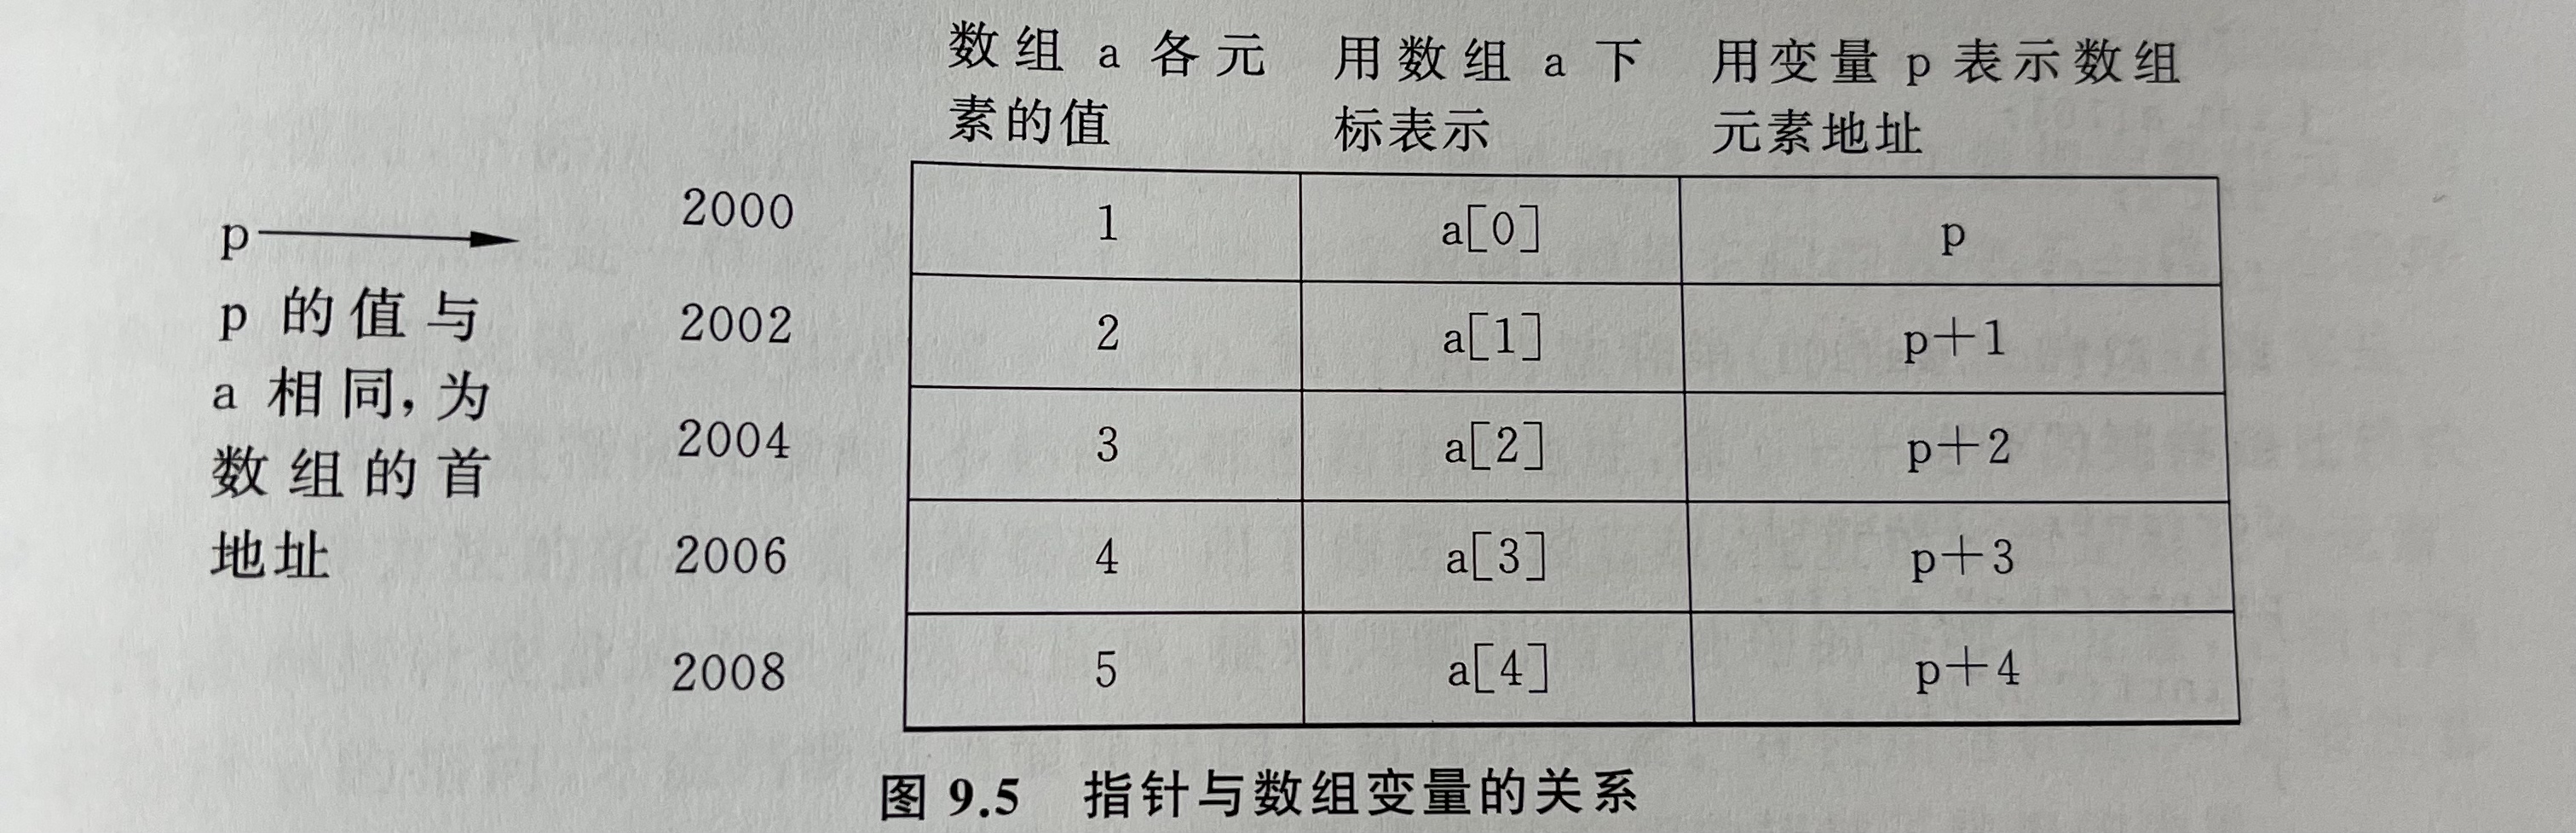 数组 a 各元
素的值
用数组 a 下
标表示
用变量 p 表示数组
元素地址
p
p 的值与
a 相同,为
数组的首
地址
2000 1 a[0] p
2002 2 a[1] p+1
2004 3 a[2] p+2
2006 4 a[3] p+3
2008 5 a[4] p+4
图 9.5 指针与数组变量的关系